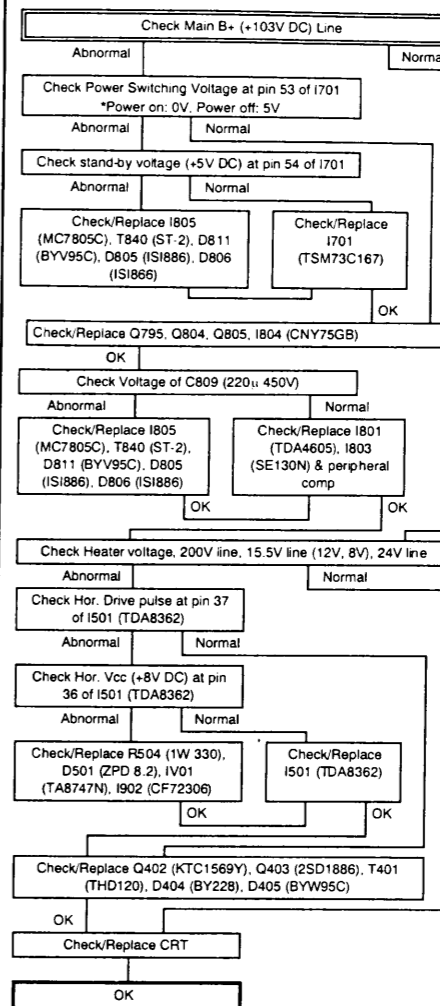 Check Main B+ (+103V DC) Line
Abnormal
Norma
Check Power Switching Voltage at pin 53 of I701
*Power on: 0V, Power off: 5V
Abnormal
Normal
Check stand-by voltage (+5V DC) at pin 54 of I701
Abnormal
Normal
Check/Replace I805
(MC7805C), T840 (ST-2), D811
(BYV95C), D805 (ISI886), D806
(ISI866)
Check/Replace
I701
(TSM73C167)
OK
Check/Replace Q795, Q804, Q805, I804 (CNY75GB)
OK
Check Voltage of C809 (220u 450V)
Abnormal
Normal
Check/Replace I805
(MC7805C), T840 (ST-2),
D811 (BYV95C), D805
(ISI886), D806 (ISI886)
Check/Replace I801
(TDA4605), I803
(SE130N) & peripheral
comp
OK
OK
Check Heater voltage, 200V line, 15.5V line (12V, 8V), 24V line
Abnormal
Normal
Check Hor. Drive pulse at pin 37
of I501 (TDA8362)
Abnormal
Normal
Check Hor. Vcc (+8V DC) at pin
36 of I501 (TDA8362)
Abnormal
Normal
Check/Replace R504 (1W 330),
D501 (ZPD 8.2), IV01
(TA8747N), I902 (CF72306)
Check/Replace
I501 (TDA8362)
OK
OK
Check/Replace Q402 (KTC1569Y), Q403 (2SD1886), T401
(THD120), D404 (BY228), D405 (BYW95C)
OK
Check/Replace CRT
OK